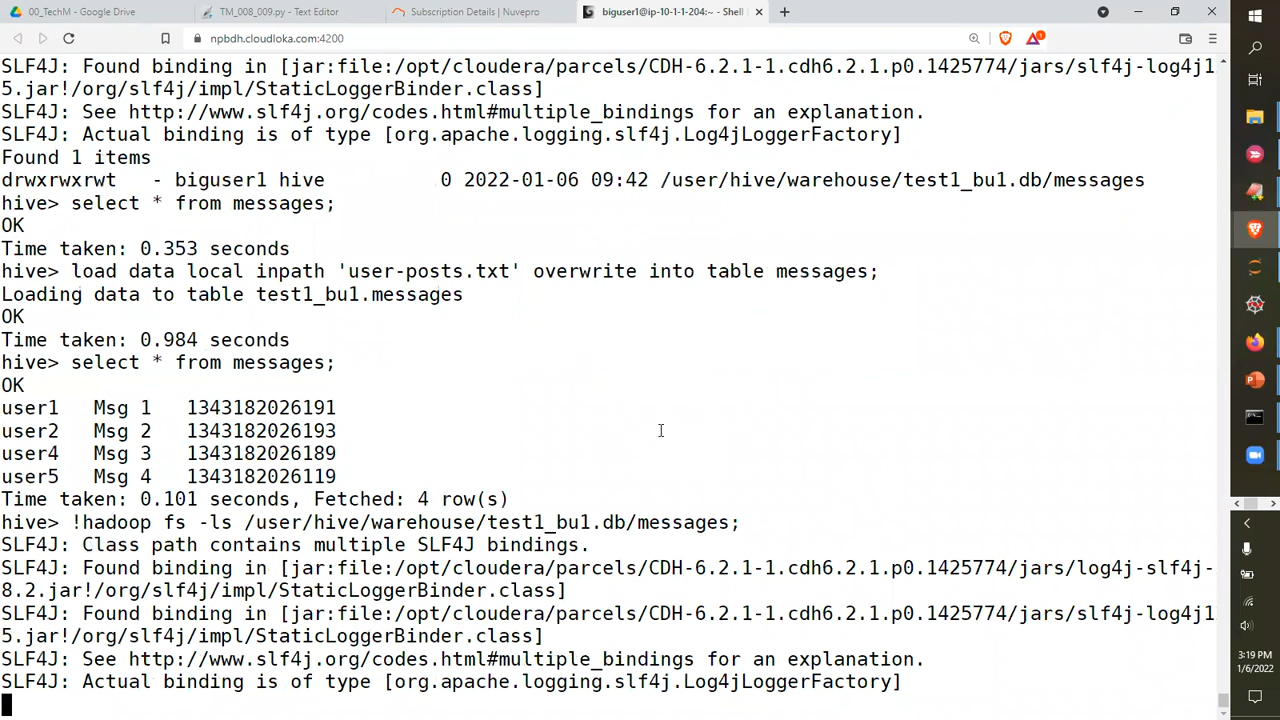 00_TechM - Google Drive
TM_008_009.py - Text Editor
Subscription Details | Nuvepro
biguser1@ip-10-1-1-204:~ - Shell
npbdh.cloudloka.com:4200
SLF4J: Found binding in [jar:file:/opt/cloudera/parcels/CDH-6.2.1-1.cdh6.2.1.p0.1425774/jars/slf4j-log4j1
5.jar!/org/slf4j/impl/StaticLoggerBinder.class]
SLF4J: See http://www.slf4j.org/codes.html#multiple_bindings for an explanation.
SLF4J: Actual binding is of type [org.apache.logging.slf4j.Log4jLoggerFactory]
Found 1 items
drwxrwxrwt   - biguser1 hive          0 2022-01-06 09:42 /user/hive/warehouse/test1_bu1.db/messages
hive> select * from messages;
OK
Time taken: 0.353 seconds
hive> load data local inpath 'user-posts.txt' overwrite into table messages;
Loading data to table test1_bu1.messages
OK
Time taken: 0.984 seconds
hive> select * from messages;
OK
user1   Msg 1   1343182026191
user2   Msg 2   1343182026193
user4   Msg 3   1343182026189
user5   Msg 4   1343182026119
Time taken: 0.101 seconds, Fetched: 4 row(s)
hive> !hadoop fs -ls /user/hive/warehouse/test1_bu1.db/messages;
SLF4J: Class path contains multiple SLF4J bindings.
SLF4J: Found binding in [jar:file:/opt/cloudera/parcels/CDH-6.2.1-1.cdh6.2.1.p0.1425774/jars/log4j-slf4j-
8.2.jar!/org/slf4j/impl/StaticLoggerBinder.class]
SLF4J: Found binding in [jar:file:/opt/cloudera/parcels/CDH-6.2.1-1.cdh6.2.1.p0.1425774/jars/slf4j-log4j1
5.jar!/org/slf4j/impl/StaticLoggerBinder.class]
SLF4J: See http://www.slf4j.org/codes.html#multiple_bindings for an explanation.
SLF4J: Actual binding is of type [org.apache.logging.slf4j.Log4jLoggerFactory]
3:19 PM
1/6/2022